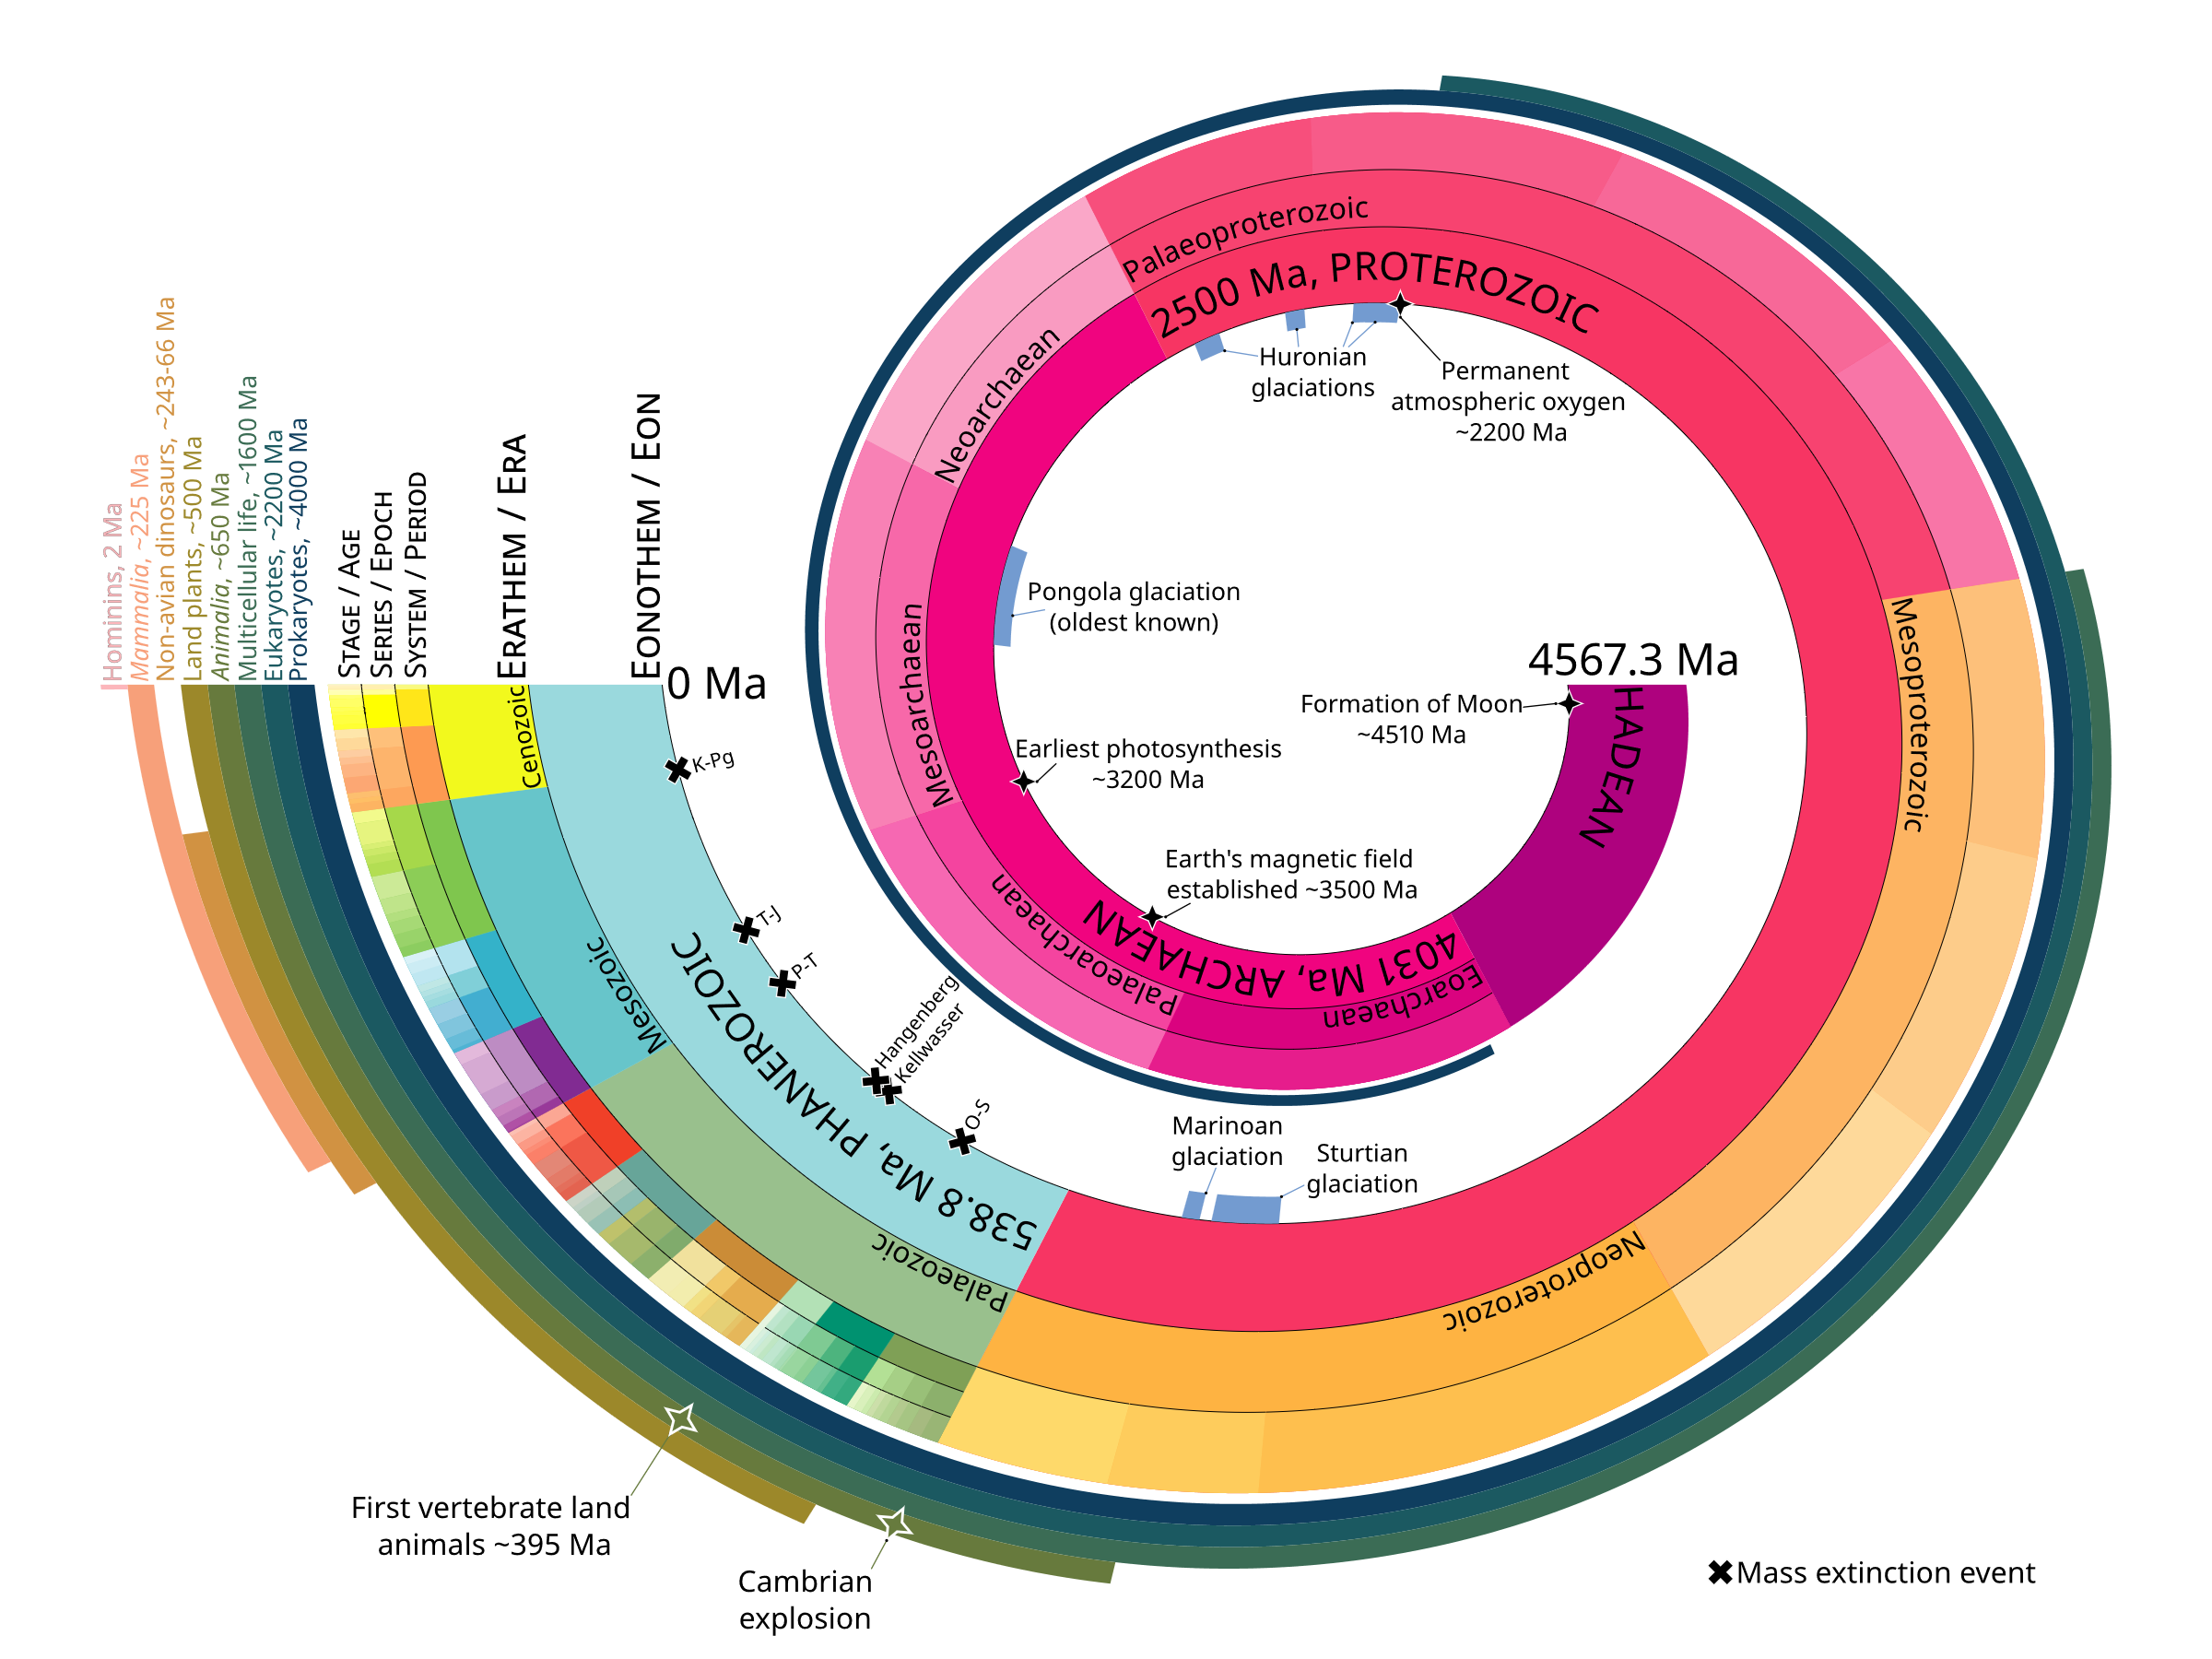 Hominins, 2 Ma
Mammalia, ~225 Ma
Non-avian dinosaurs, ~243-66 Ma
Land plants, ~500 Ma
Animalia, ~650 Ma
Multicellular life, ~1600 Ma
Eukaryotes, ~2200 Ma
Prokaryotes, ~4000 Ma
Stage / Age
Series / Epoch
System / Period
Erathem / Era
Eonothem / Eon
0 Ma
4567.3 Ma
HADEAN
Formation of Moon
~4510 Ma
4031 Ma, ARCHAEAN
Eoarchaean
Palaeoarchaean
Mesoarchaean
Neoarchaean
Earth's magnetic field
established ~3500 Ma
Earliest photosynthesis
~3200 Ma
Pongola glaciation
(oldest known)
2500 Ma, PROTEROZOIC
Palaeoproterozoic
Mesoproterozoic
Neoproterozoic
Huronian
glaciations
Permanent
atmospheric oxygen
~2200 Ma
Sturtian
glaciation
Marinoan
glaciation
538.8 Ma, PHANEROZOIC
Palaeozoic
Mesozoic
Cenozoic
O-S
Kellwasser
Hangenberg
P-T
T-J
K-Pg
First vertebrate land
animals ~395 Ma
Cambrian
explosion
Mass extinction event